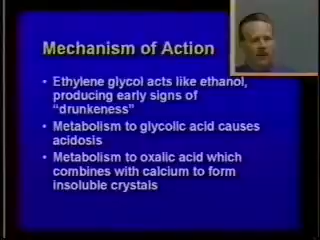 Mechanism of Action
• Ethylene glycol acts like ethanol,
producing early signs of
"drunkeness"
• Metabolism to glycolic acid causes
acidosis
• Metabolism to oxalic acid which
combines with calcium to form
insoluble crystals